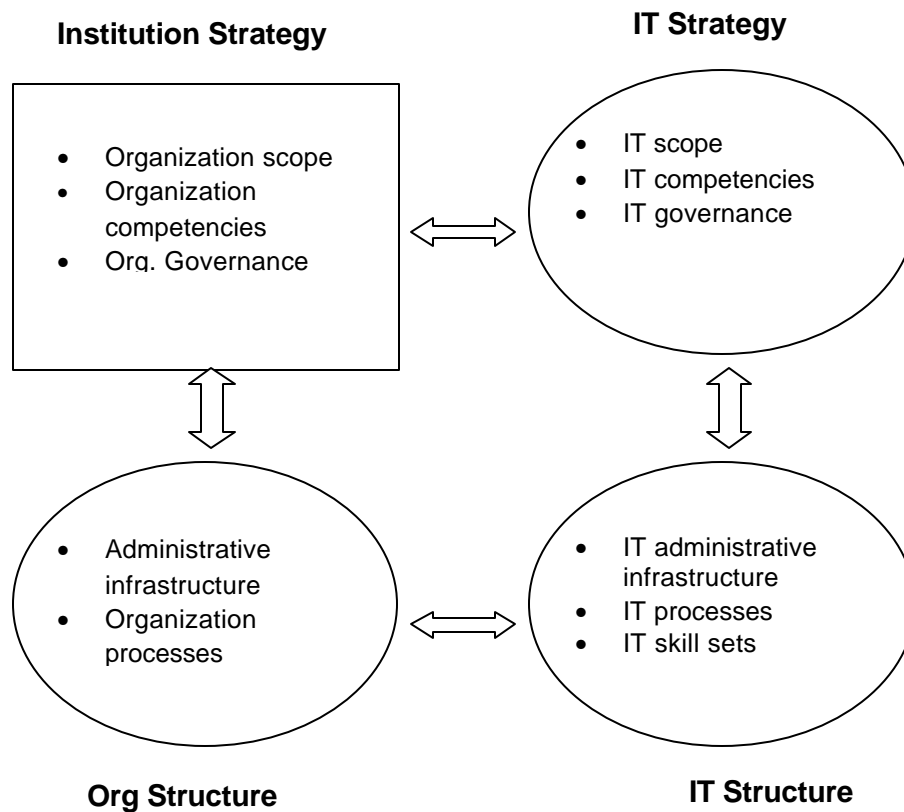 Institution Strategy
• Organization scope
• Organization
competencies
• Org. Governance
IT Strategy
• IT scope
• IT competencies
• IT governance
• Administrative
infrastructure
• Organization
processes
Org Structure
• IT administrative
infrastructure
• IT processes
• IT skill sets
IT Structure